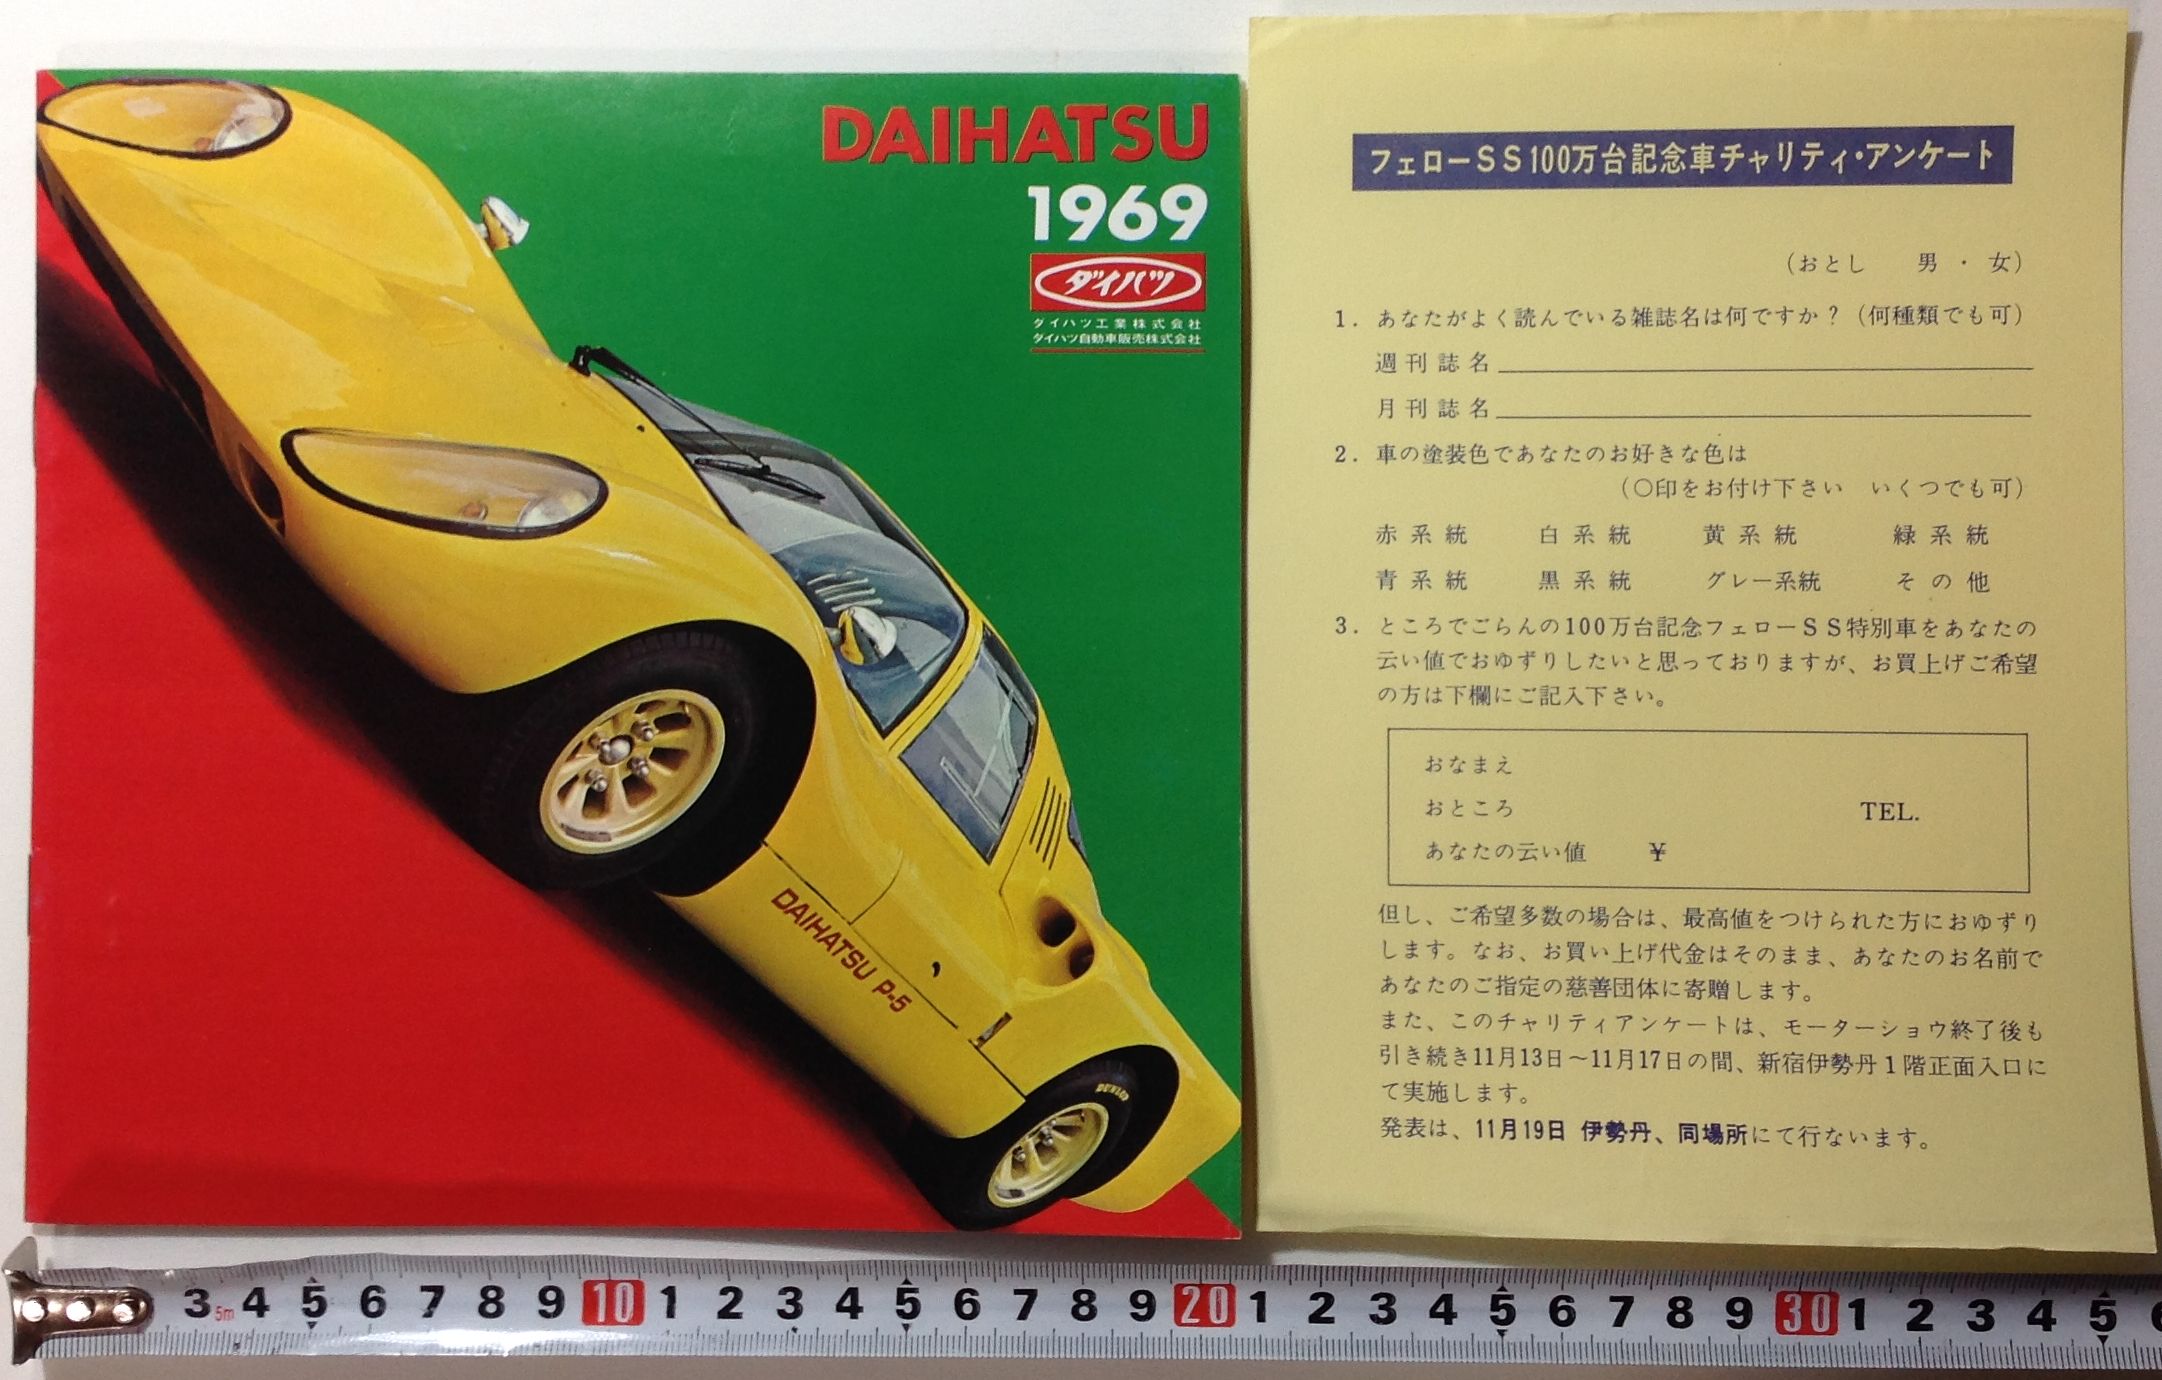 DAIHATSU
1969
ダイハツ
ダイハツ工業株式会社
ダイハツ自動車販売株式会社
DAIHATSU P-5
DUNLOP
フェローSS100万台記念車チャリティ・アンケート
(おとし 男・女)
1. あなたがよく読んでいる雑誌名は何ですか?(何種類でも可)
週刊誌名
月刊誌名
2. 車の塗装色であなたのお好きな色は
(○印をお付け下さい いくつでも可)
赤系統 白系統 黄系統 緑系統
青系統 黒系統 グレー系統 その他
3. ところでごらんの100万台記念フェローSS特別車をあなたの
云い値でおゆずりしたいと思っておりますが、お買上げご希望
の方は下欄にご記入下さい。
おなまえ
おところ TEL.
あなたの云い値 ¥
但し、ご希望多数の場合は、最高値をつけられた方におゆずり
します。なお、お買い上げ代金はそのまま、あなたのお名前で
あなたのご指定の慈善団体に寄贈します。
また、このチャリティアンケートは、モーターショウ終了後も
引き続き11月13日~11月17日の間、新宿伊勢丹1階正面入口に
て実施します。
発表は、11月19日 伊勢丹、同場所にて行ないます。
3 5m 4 5 6 7 8 9 10 1 2 3 4 5 6 7 8 9 20 1 2 3 4 5 6 7 8 9 30 1 2 3 4 5 6